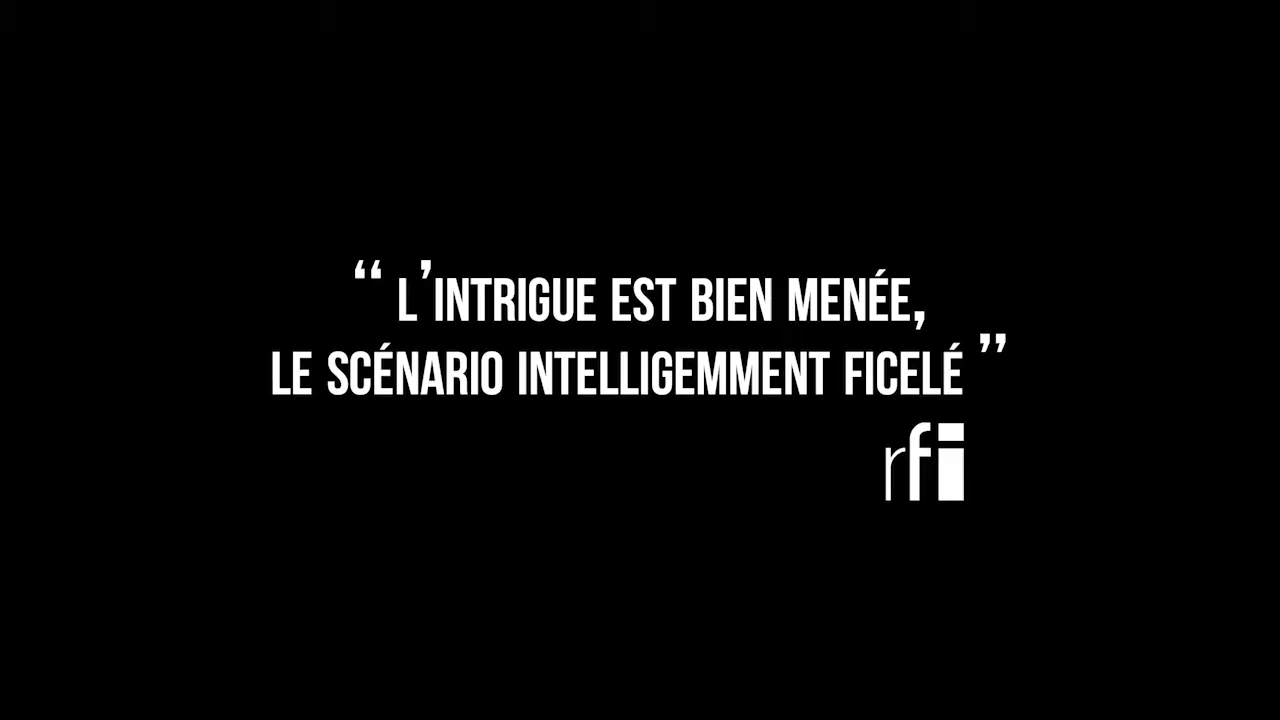 “ L’INTRIGUE EST BIEN MENÉE,
LE SCÉNARIO INTELLIGEMMENT FICELÉ ”
rfi